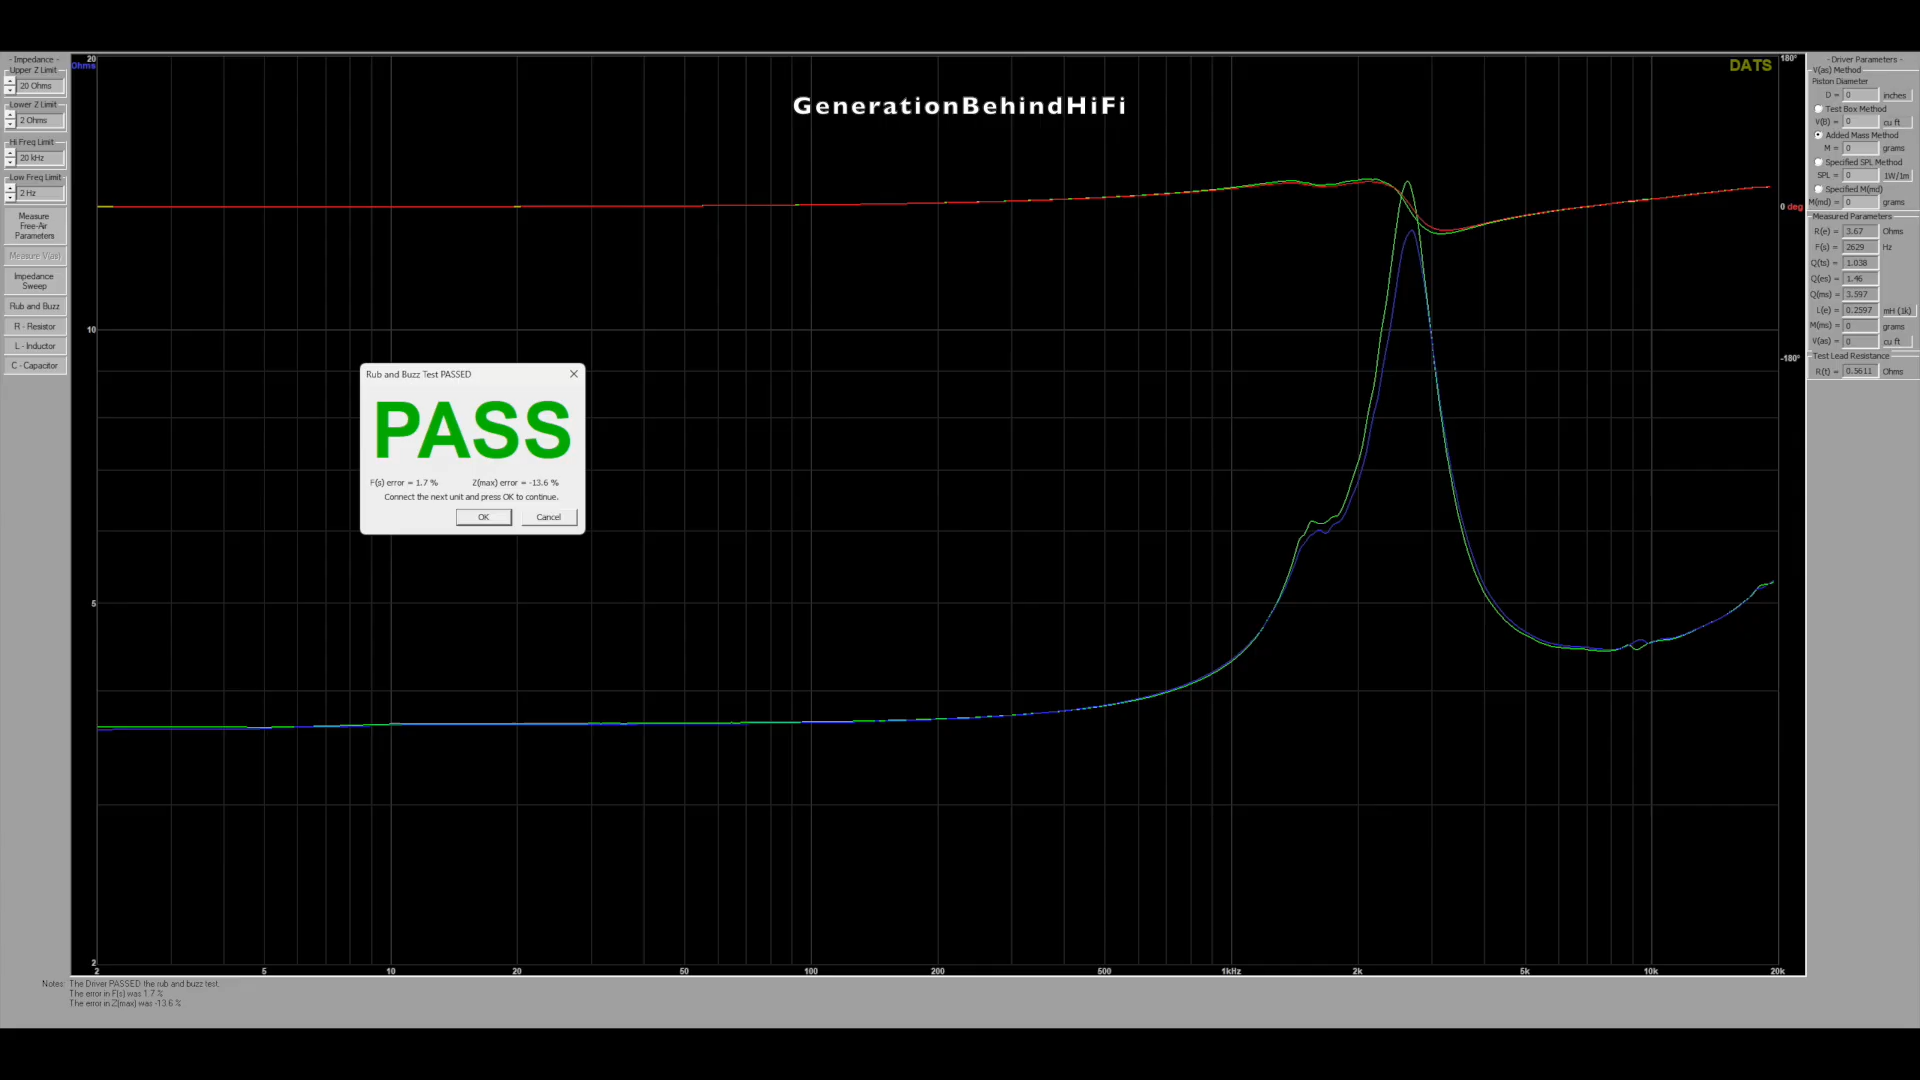 - Impedance -
Upper Z Limit
20 Ohms
Lower Z Limit
2 Ohms
Hi Freq Limit
20 kHz
Low Freq Limit
2 Hz
Measure
Free-Air
Parameters
Measure V(as)
Impedance
Sweep
Rub and Buzz
R - Resistor
L - Inductor
C - Capacitor
20
Ohms
10
5
2
GenerationBehindHiFi
DATS
180°
0 deg
-180°
Rub and Buzz Test PASSED
PASS
F(s) error = 1.7 % Z(max) error = -13.6 %
Connect the next unit and press OK to continue.
OK Cancel
2 5 10 20 50 100 200 500 1kHz 2k 5k 10k 20k
- Driver Parameters -
V(as) Method
Piston Diameter
D = 0 inches
Test Box Method
V(B) = 0 cu ft
Added Mass Method
M = 0 grams
Specified SPL Method
SPL = 0 1W/1m
Specified M(md)
M(md) = 0 grams
Measured Parameters
R(e) = 3.67 Ohms
F(s) = 2629 Hz
Q(ts) = 1.038
Q(es) = 1.46
Q(ms) = 3.597
L(e) = 0.2597 mH (1k)
M(ms) = 0 grams
V(as) = 0 cu ft
Test Lead Resistance
R(t) = 0.5611 Ohms
Notes: The Driver PASSED the rub and buzz test.
The error in F(s) was 1.7 %
The error in Z(max) was -13.6 %